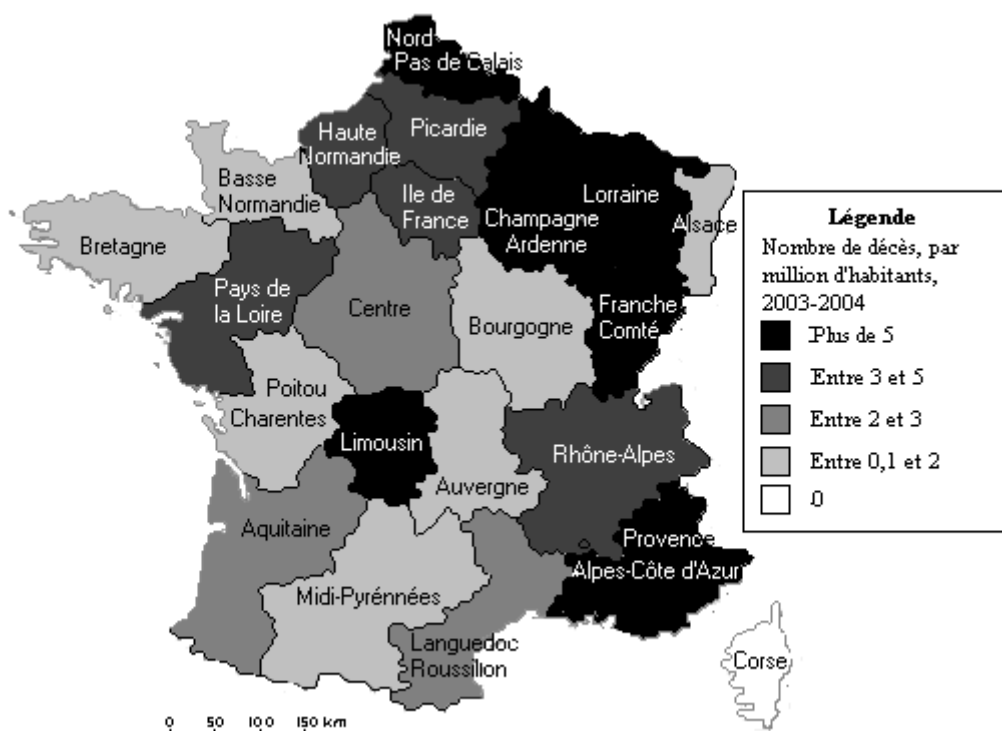 Nord
Pas de Calais
Haute
Normandie
Picardie
Basse
Normandie
Ile de
France
Lorraine
Champagne
Ardenne
Alsace
Bretagne
Pays de
la Loire
Centre
Bourgogne
Franche
Comté
Poitou
Charentes
Limousin
Auvergne
Rhône-Alpes
Aquitaine
Provence
Alpes-Côte d'Azur
Midi-Pyrénnées
Languedoc
Roussillon
Corse
0 50 100 150 km
Légende
Nombre de décès, par
million d'habitants,
2003-2004
Plus de 5
Entre 3 et 5
Entre 2 et 3
Entre 0,1 et 2
0